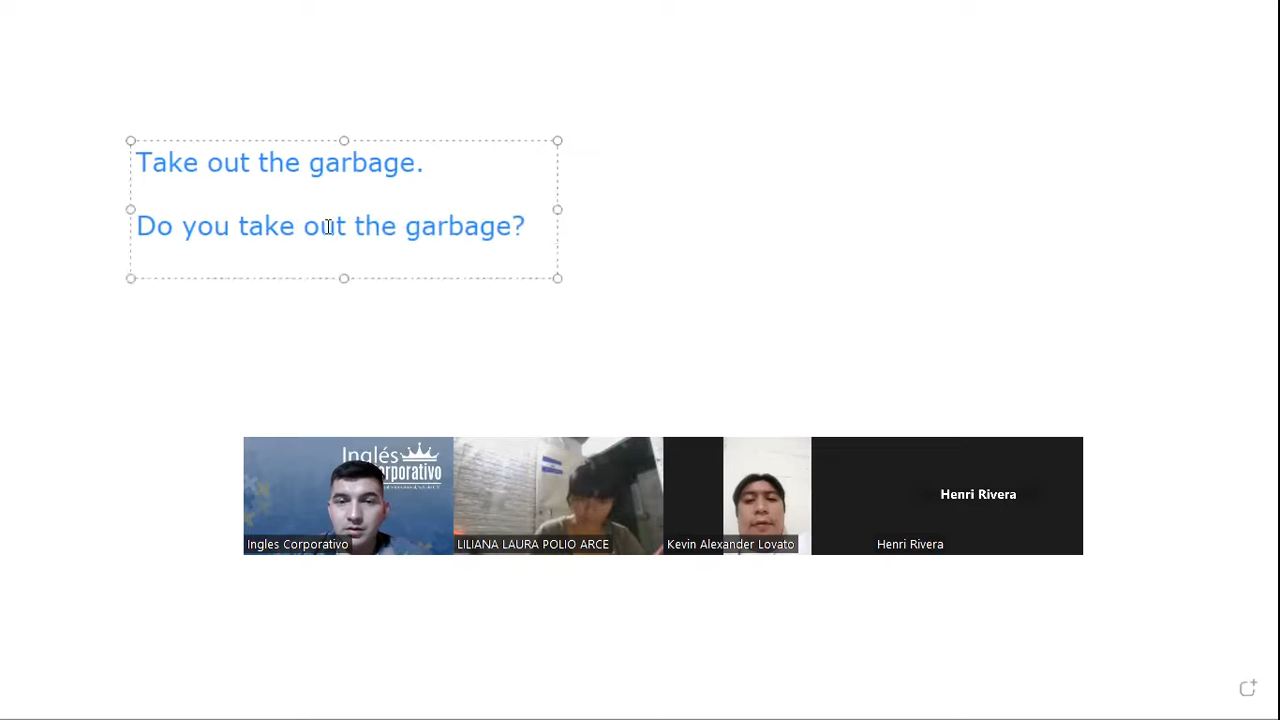 Take out the garbage.
Do you take out the garbage?
Inglés
corporativo
Ingles Corporativo
LILIANA LAURA POLIO ARCE
Kevin Alexander Lovato
Henri Rivera
Henri Rivera